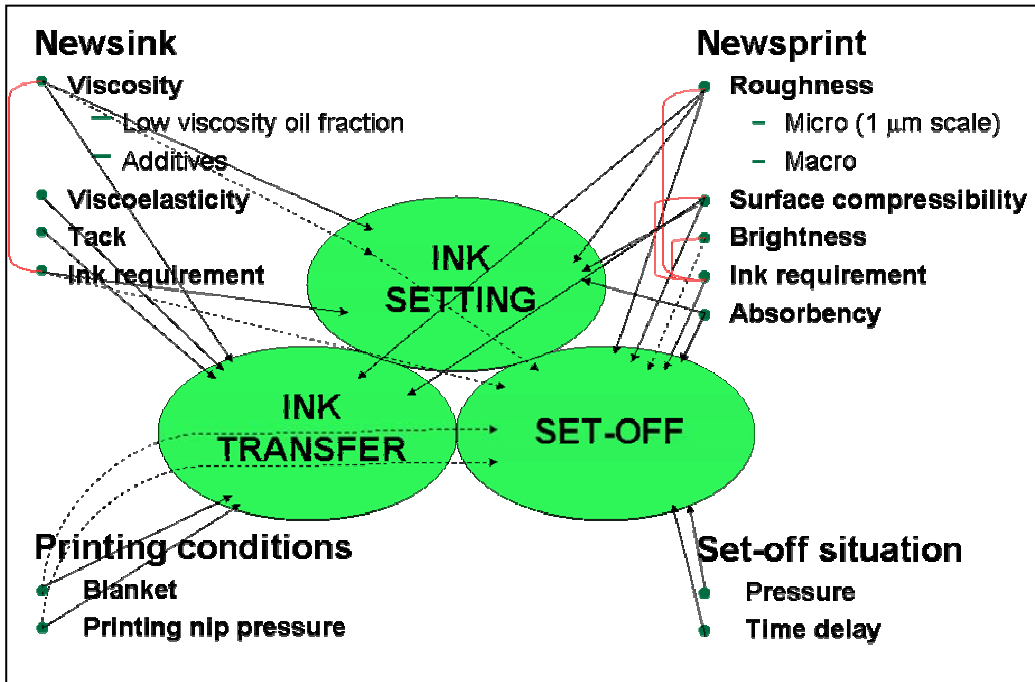 Newsink
Viscosity
– Low viscosity oil fraction
– Additives
Viscoelasticity
Tack
Ink requirement
Newsprint
Roughness
– Micro (1 μm scale)
– Macro
Surface compressibility
Brightness
Ink requirement
Absorbency
INK
SETTING
INK
TRANSFER
SET-OFF
Printing conditions
Blanket
Printing nip pressure
Set-off situation
Pressure
Time delay